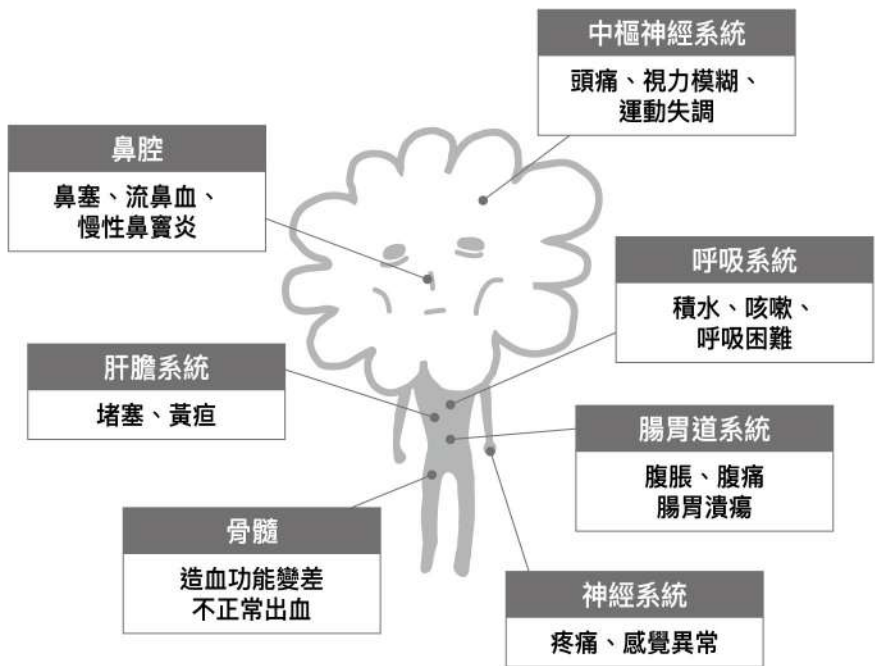 中樞神經系統
頭痛、視力模糊、
運動失調
鼻腔
鼻塞、流鼻血、
慢性鼻竇炎
呼吸系統
積水、咳嗽、
呼吸困難
肝膽系統
堵塞、黃疸
腸胃道系統
腹脹、腹痛
腸胃潰瘍
骨髓
造血功能變差
不正常出血
神經系統
疼痛、感覺異常